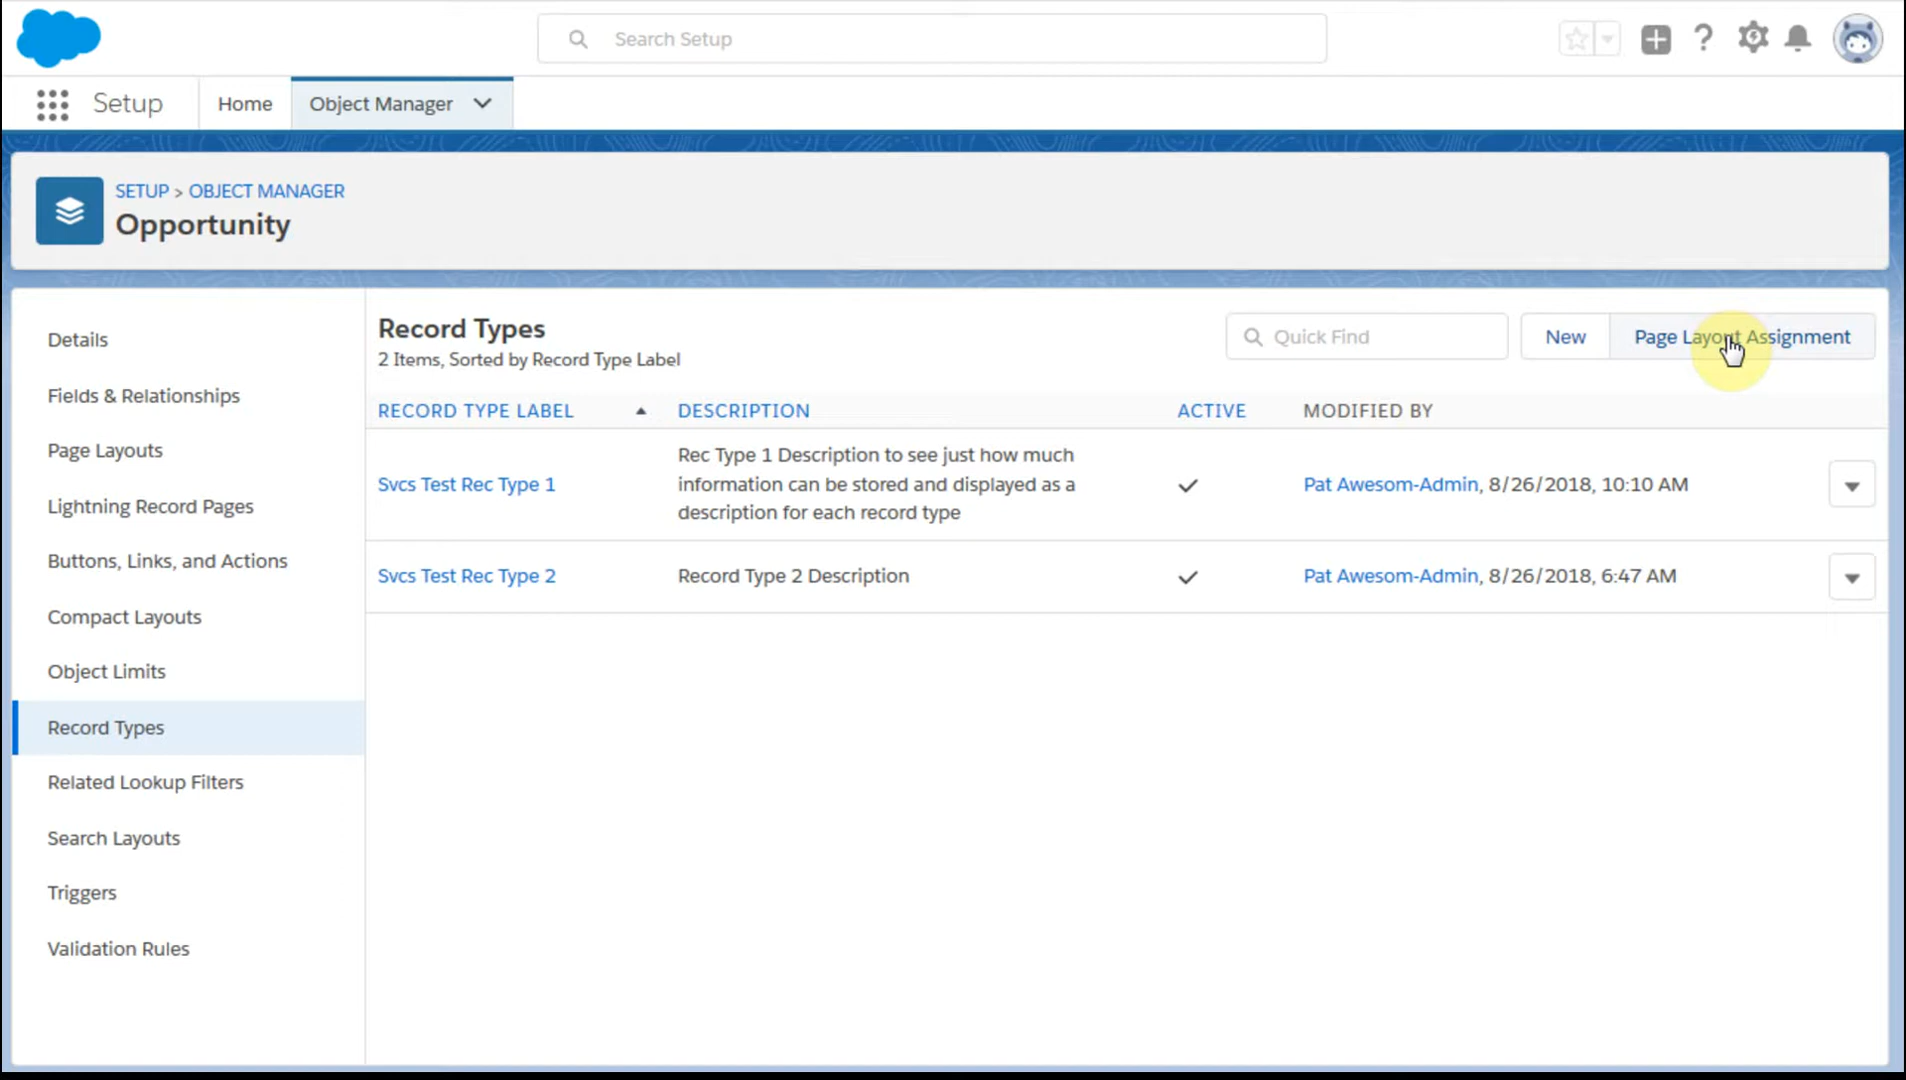 Search Setup
Setup
Home
Object Manager
SETUP > OBJECT MANAGER
Opportunity
Details
Fields & Relationships
Page Layouts
Lightning Record Pages
Buttons, Links, and Actions
Compact Layouts
Object Limits
Record Types
Related Lookup Filters
Search Layouts
Triggers
Validation Rules
Record Types
2 Items, Sorted by Record Type Label
Quick Find
New
Page Layout Assignment
RECORD TYPE LABEL
DESCRIPTION
ACTIVE
MODIFIED BY
Svcs Test Rec Type 1
Rec Type 1 Description to see just how much
information can be stored and displayed as a
description for each record type
Pat Awesom-Admin, 8/26/2018, 10:10 AM
Svcs Test Rec Type 2
Record Type 2 Description
Pat Awesom-Admin, 8/26/2018, 6:47 AM